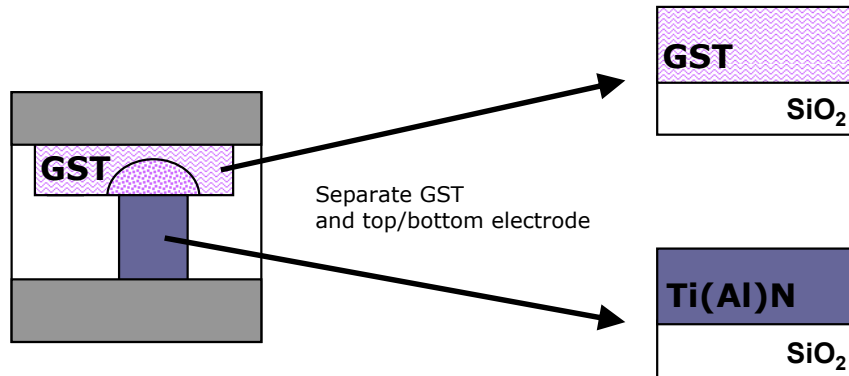 GST
SiO₂
GST
Separate GST
and top/bottom electrode
Ti(Al)N
SiO₂